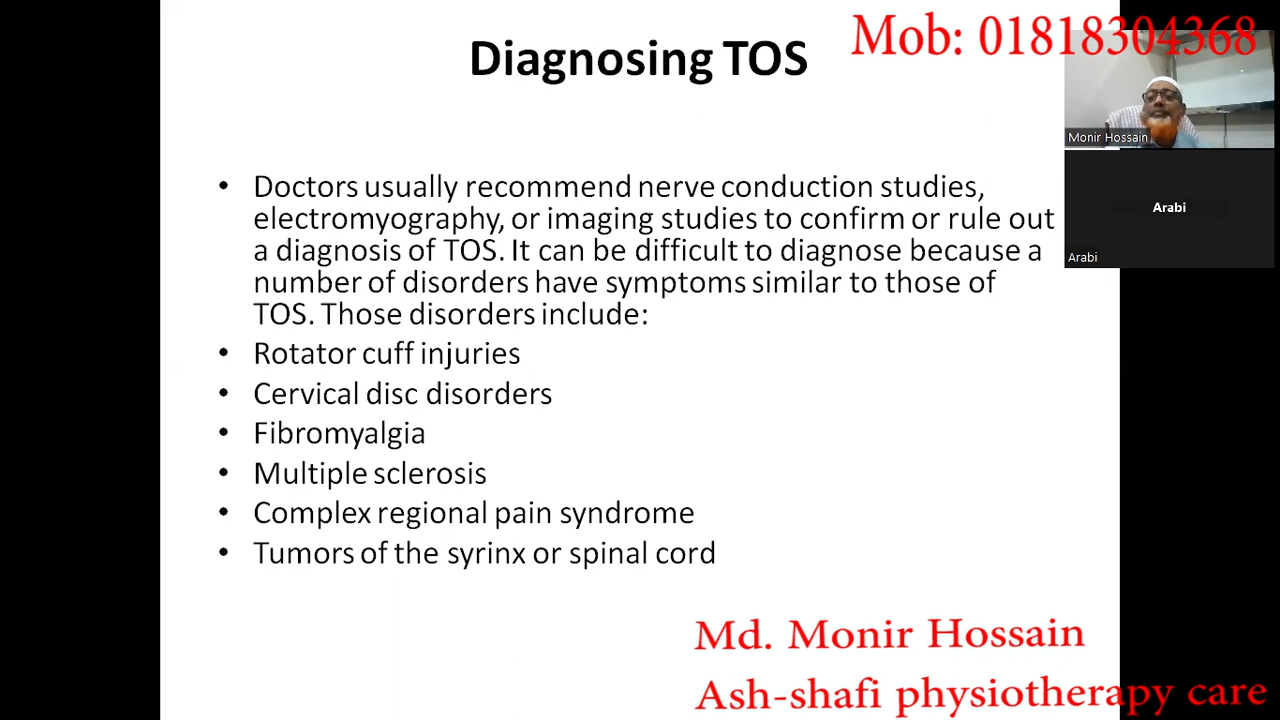 Diagnosing TOS
Mob: 01818304368
Monir Hossain
Arabi
Arabi
• Doctors usually recommend nerve conduction studies,
electromyography, or imaging studies to confirm or rule out
a diagnosis of TOS. It can be difficult to diagnose because a
number of disorders have symptoms similar to those of
TOS. Those disorders include:
• Rotator cuff injuries
• Cervical disc disorders
• Fibromyalgia
• Multiple sclerosis
• Complex regional pain syndrome
• Tumors of the syrinx or spinal cord
Md. Monir Hossain
Ash-shafi physiotherapy care